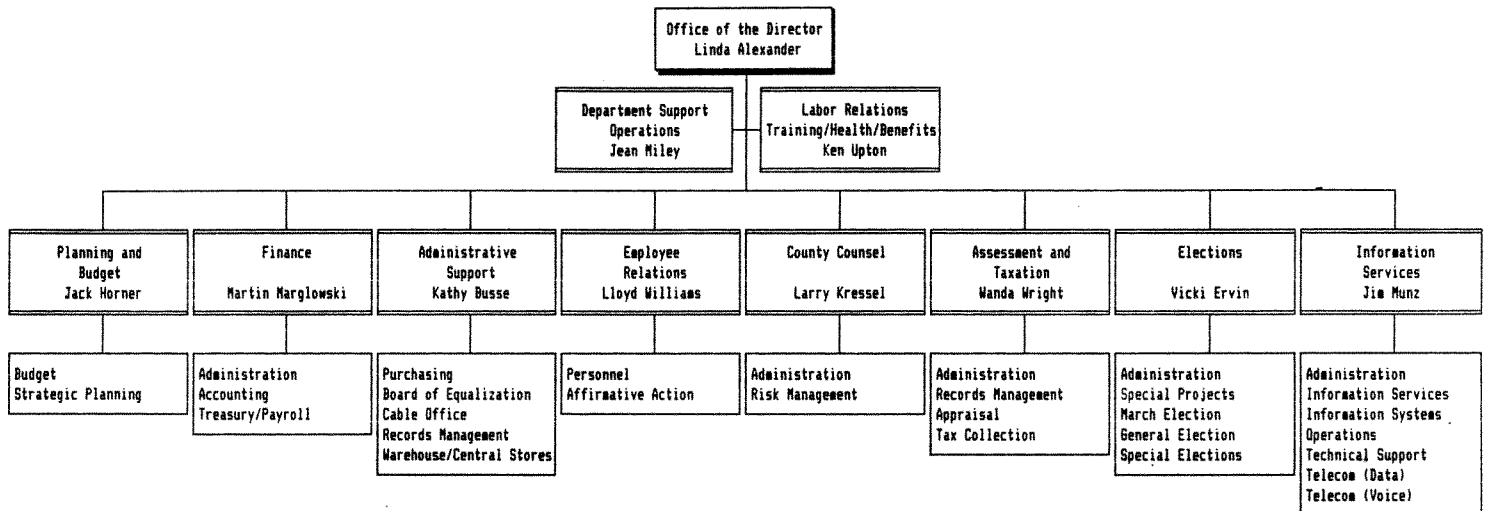 Office of the Director
Linda Alexander
Department Support
Operations
Jean Miley
Labor Relations
Training/Health/Benefits
Ken Upton
Planning and
Budget
Jack Horner
Finance
Martin Marglowski
Administrative
Support
Kathy Busse
Employee
Relations
Lloyd Williams
County Counsel
Larry Kressel
Assessment and
Taxation
Wanda Wright
Elections
Vicki Ervin
Information
Services
Jim Munz
Budget
Strategic Planning
Administration
Accounting
Treasury/Payroll
Purchasing
Board of Equalization
Cable Office
Records Management
Warehouse/Central Stores
Personnel
Affirmative Action
Administration
Risk Management
Administration
Records Management
Appraisal
Tax Collection
Administration
Special Projects
March Election
General Election
Special Elections
Administration
Information Services
Information Systems
Operations
Technical Support
Telecom (Data)
Telecom (Voice)